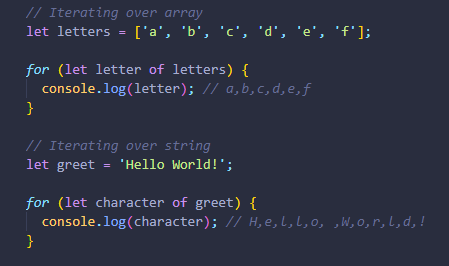 // Iterating over array
let letters = ['a', 'b', 'c', 'd', 'e', 'f'];
for (let letter of letters) {
console.log(letter); // a,b,c,d,e,f
}
// Iterating over string
let greet = 'Hello World!';
for (let character of greet) {
console.log(character); // H,e,l,l,o, ,W,o,r,l,d,!
}